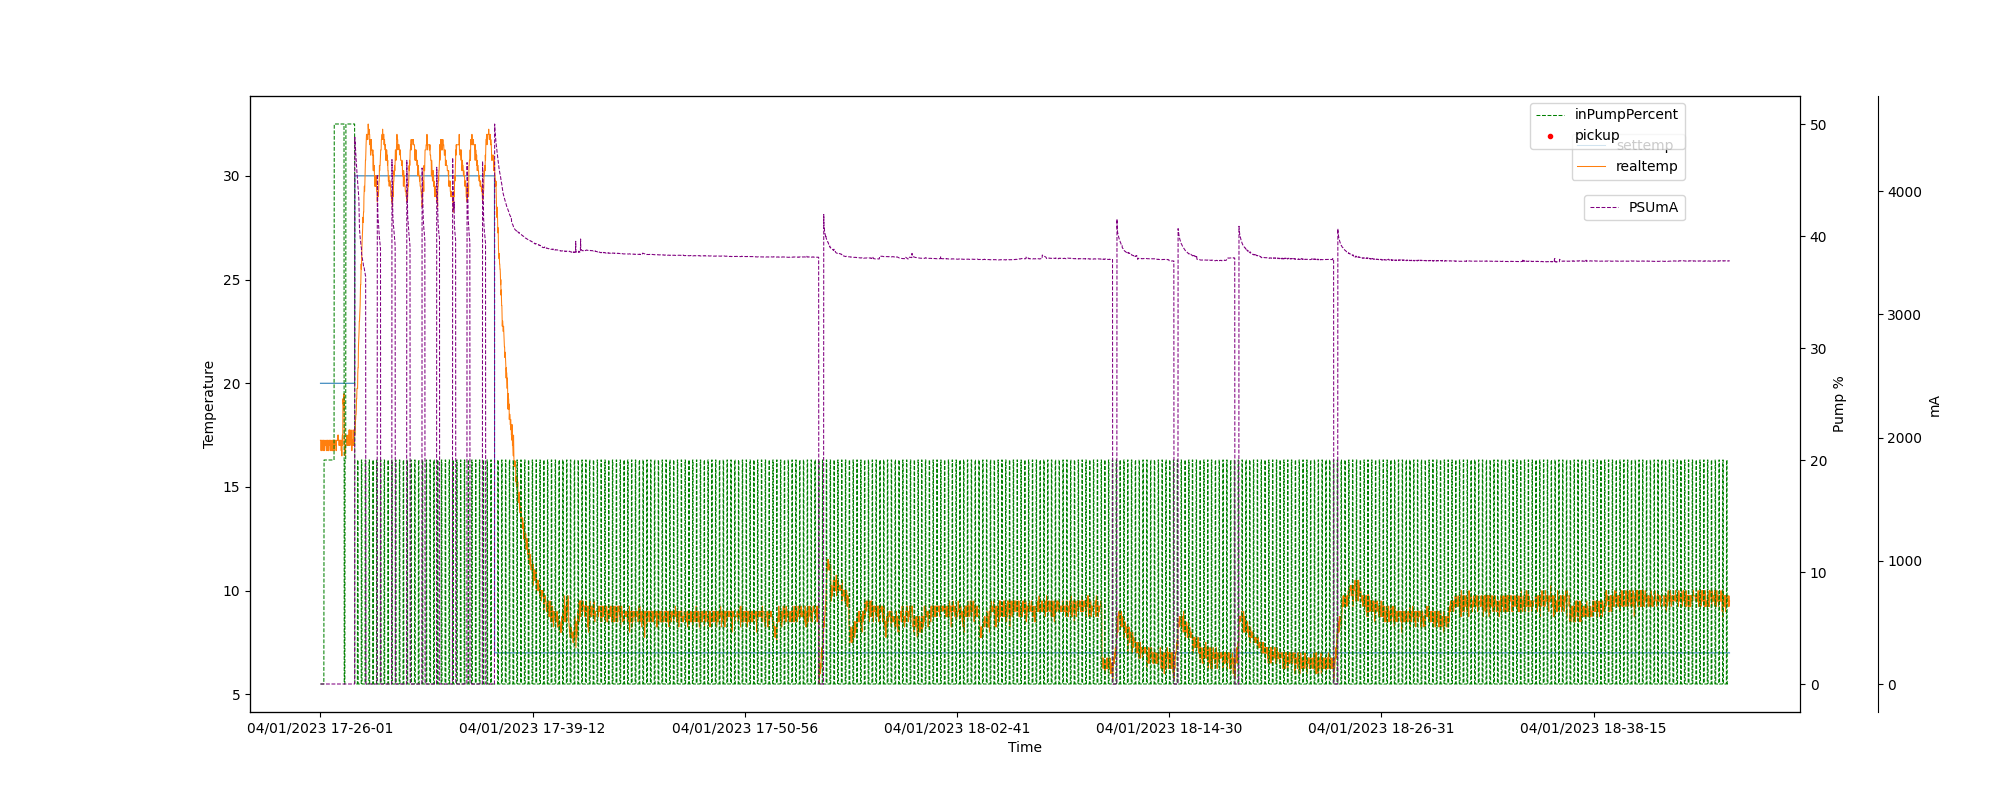 inPumpPercent
pickup
settemp
realtemp
PSUmA
30
25
20
15
10
5
Temperature
50
40
30
20
10
0
Pump %
4000
3000
2000
1000
0
mA
04/01/2023 17-26-01
04/01/2023 17-39-12
04/01/2023 17-50-56
04/01/2023 18-02-41
04/01/2023 18-14-30
04/01/2023 18-26-31
04/01/2023 18-38-15
Time